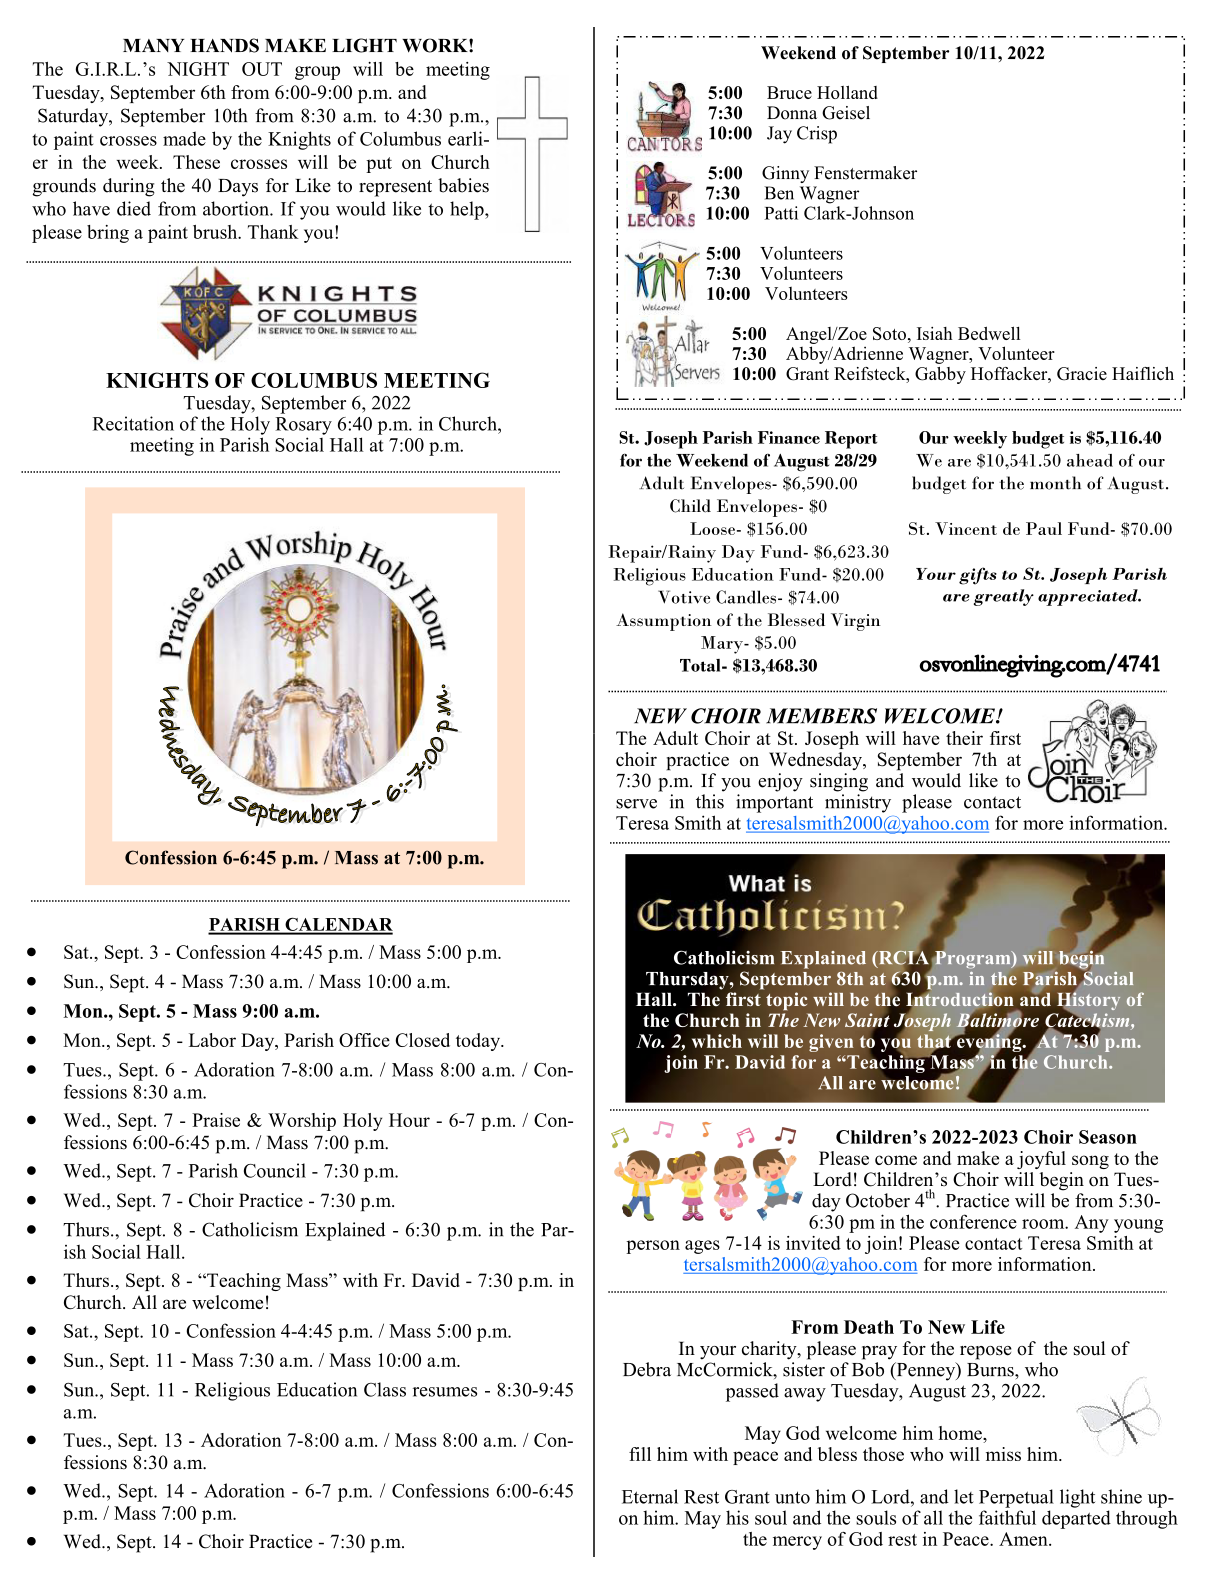 MANY HANDS MAKE LIGHT WORK!
The G.I.R.L.’s NIGHT OUT group will be meeting
Tuesday, September 6th from 6:00-9:00 p.m. and
Saturday, September 10th from 8:30 a.m. to 4:30 p.m.,
to paint crosses made by the Knights of Columbus earli-
er in the week. These crosses will be put on Church
grounds during the 40 Days for Like to represent babies
who have died from abortion. If you would like to help,
please bring a paint brush. Thank you!
K OF C
KNIGHTS
OF COLUMBUS
IN SERVICE TO ONE. IN SERVICE TO ALL.
KNIGHTS OF COLUMBUS MEETING
Tuesday, September 6, 2022
Recitation of the Holy Rosary 6:40 p.m. in Church,
meeting in Parish Social Hall at 7:00 p.m.
Praise and Worship Holy Hour
Wednesday, September 7 - 6:-7:00 p.m.
Confession 6-6:45 p.m. / Mass at 7:00 p.m.
PARISH CALENDAR
• Sat., Sept. 3 - Confession 4-4:45 p.m. / Mass 5:00 p.m.
• Sun., Sept. 4 - Mass 7:30 a.m. / Mass 10:00 a.m.
• Mon., Sept. 5 - Mass 9:00 a.m.
• Mon., Sept. 5 - Labor Day, Parish Office Closed today.
• Tues., Sept. 6 - Adoration 7-8:00 a.m. / Mass 8:00 a.m. / Con-
fessions 8:30 a.m.
• Wed., Sept. 7 - Praise & Worship Holy Hour - 6-7 p.m. / Con-
fessions 6:00-6:45 p.m. / Mass 7:00 p.m.
• Wed., Sept. 7 - Parish Council - 7:30 p.m.
• Wed., Sept. 7 - Choir Practice - 7:30 p.m.
• Thurs., Sept. 8 - Catholicism Explained - 6:30 p.m. in the Par-
ish Social Hall.
• Thurs., Sept. 8 - “Teaching Mass” with Fr. David - 7:30 p.m. in
Church. All are welcome!
• Sat., Sept. 10 - Confession 4-4:45 p.m. / Mass 5:00 p.m.
• Sun., Sept. 11 - Mass 7:30 a.m. / Mass 10:00 a.m.
• Sun., Sept. 11 - Religious Education Class resumes - 8:30-9:45
a.m.
• Tues., Sept. 13 - Adoration 7-8:00 a.m. / Mass 8:00 a.m. / Con-
fessions 8:30 a.m.
• Wed., Sept. 14 - Adoration - 6-7 p.m. / Confessions 6:00-6:45
p.m. / Mass 7:00 p.m.
• Wed., Sept. 14 - Choir Practice - 7:30 p.m.
Weekend of September 10/11, 2022
CANTORS
5:00 Bruce Holland
7:30 Donna Geisel
10:00 Jay Crisp
LECTORS
5:00 Ginny Fenstermaker
7:30 Ben Wagner
10:00 Patti Clark-Johnson
Welcome!
5:00 Volunteers
7:30 Volunteers
10:00 Volunteers
Altar
Servers
5:00 Angel/Zoe Soto, Isiah Bedwell
7:30 Abby/Adrienne Wagner, Volunteer
10:00 Grant Reifsteck, Gabby Hoffacker, Gracie Haiflich
St. Joseph Parish Finance Report
for the Weekend of August 28/29
Adult Envelopes- $6,590.00
Child Envelopes- $0
Loose- $156.00
Repair/Rainy Day Fund- $6,623.30
Religious Education Fund- $20.00
Votive Candles- $74.00
Assumption of the Blessed Virgin
Mary- $5.00
Total- $13,468.30
Our weekly budget is $5,116.40
We are $10,541.50 ahead of our
budget for the month of August.
St. Vincent de Paul Fund- $70.00
Your gifts to St. Joseph Parish
are greatly appreciated.
osvonlinegiving.com/4741
NEW CHOIR MEMBERS WELCOME!
The Adult Choir at St. Joseph will have their first
choir practice on Wednesday, September 7th at
7:30 p.m. If you enjoy singing and would like to
serve in this important ministry please contact
Teresa Smith at teresalsmith2000@yahoo.com for more information.
Join
THE
Choir
What is
Catholicism?
Catholicism Explained (RCIA Program) will begin
Thursday, September 8th at 630 p.m. in the Parish Social
Hall. The first topic will be the Introduction and History of
the Church in The New Saint Joseph Baltimore Catechism,
No. 2, which will be given to you that evening. At 7:30 p.m.
join Fr. David for a “Teaching Mass” in the Church.
All are welcome!
Children’s 2022-2023 Choir Season
Please come and make a joyful song to the
Lord! Children’s Choir will begin on Tues-
day October 4th. Practice will be from 5:30-
6:30 pm in the conference room. Any young
person ages 7-14 is invited to join! Please contact Teresa Smith at
tersalsmith2000@yahoo.com for more information.
From Death To New Life
In your charity, please pray for the repose of the soul of
Debra McCormick, sister of Bob (Penney) Burns, who
passed away Tuesday, August 23, 2022.
May God welcome him home,
fill him with peace and bless those who will miss him.
Eternal Rest Grant unto him O Lord, and let Perpetual light shine up-
on him. May his soul and the souls of all the faithful departed through
the mercy of God rest in Peace. Amen.